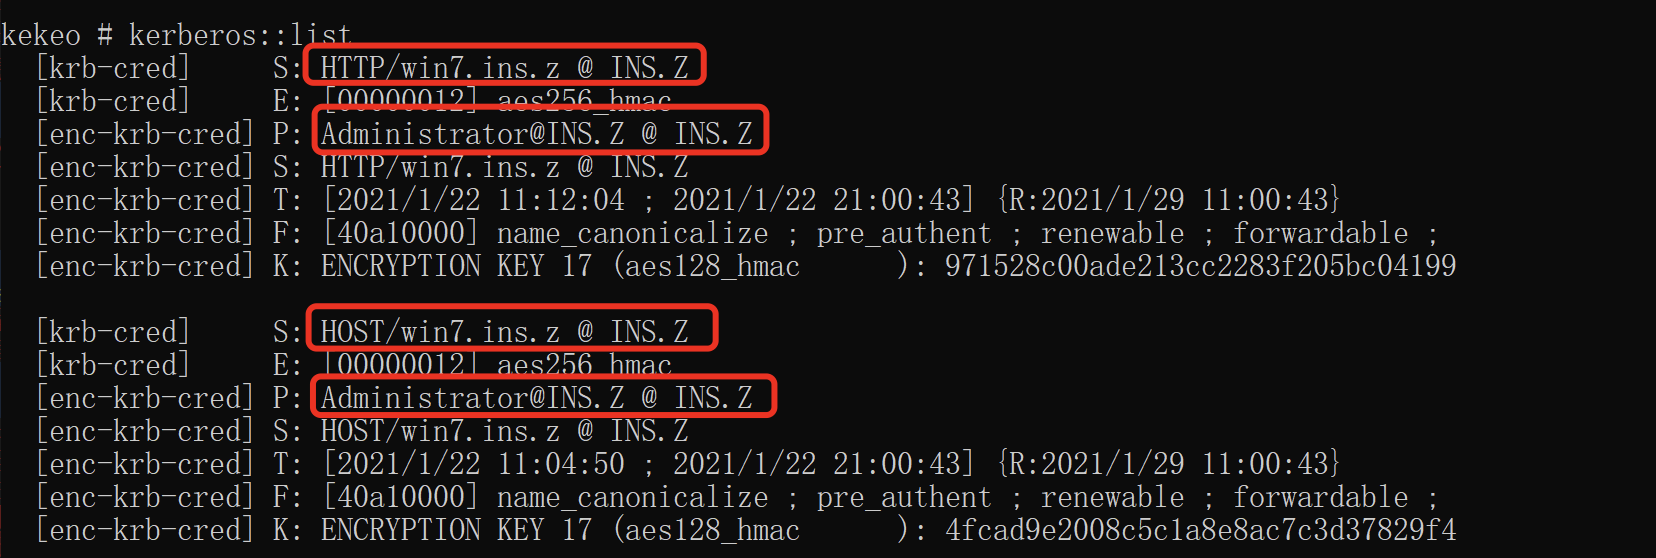 kekeo # kerberos::list
[krb-cred] S: HTTP/win7.ins.z @ INS.Z
[krb-cred] E: [00000012] aes256_hmac
[enc-krb-cred] P: Administrator@INS.Z @ INS.Z
[enc-krb-cred] S: HTTP/win7.ins.z @ INS.Z
[enc-krb-cred] T: [2021/1/22 11:12:04 ; 2021/1/22 21:00:43] {R:2021/1/29 11:00:43}
[enc-krb-cred] F: [40a10000] name_canonicalize ; pre_authent ; renewable ; forwardable ;
[enc-krb-cred] K: ENCRYPTION KEY 17 (aes128_hmac      ): 971528c00ade213cc2283f205bc04199
[krb-cred] S: HOST/win7.ins.z @ INS.Z
[krb-cred] E: [00000012] aes256_hmac
[enc-krb-cred] P: Administrator@INS.Z @ INS.Z
[enc-krb-cred] S: HOST/win7.ins.z @ INS.Z
[enc-krb-cred] T: [2021/1/22 11:04:50 ; 2021/1/22 21:00:43] {R:2021/1/29 11:00:43}
[enc-krb-cred] F: [40a10000] name_canonicalize ; pre_authent ; renewable ; forwardable ;
[enc-krb-cred] K: ENCRYPTION KEY 17 (aes128_hmac      ): 4fcad9e2008c5c1a8e8ac7c3d37829f4